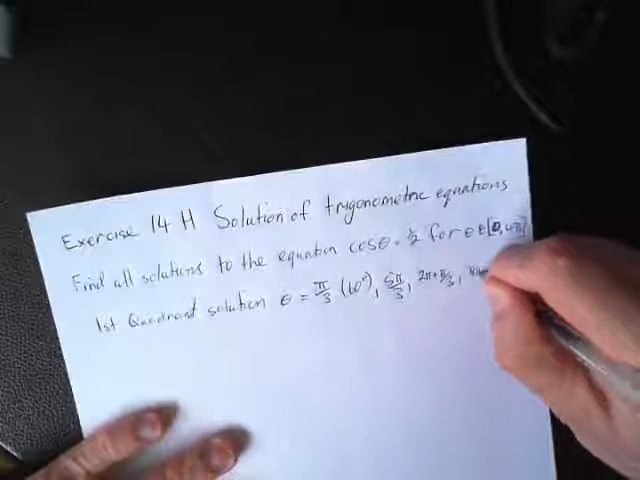 Exercise 14 H Solution of trigonometric equations
Find all solutions to the equation cosθ = ½ for θ ε [0, 4π]
1st Quadrant solution θ = π/3 (60°), 5π/3, 2π+π/3,